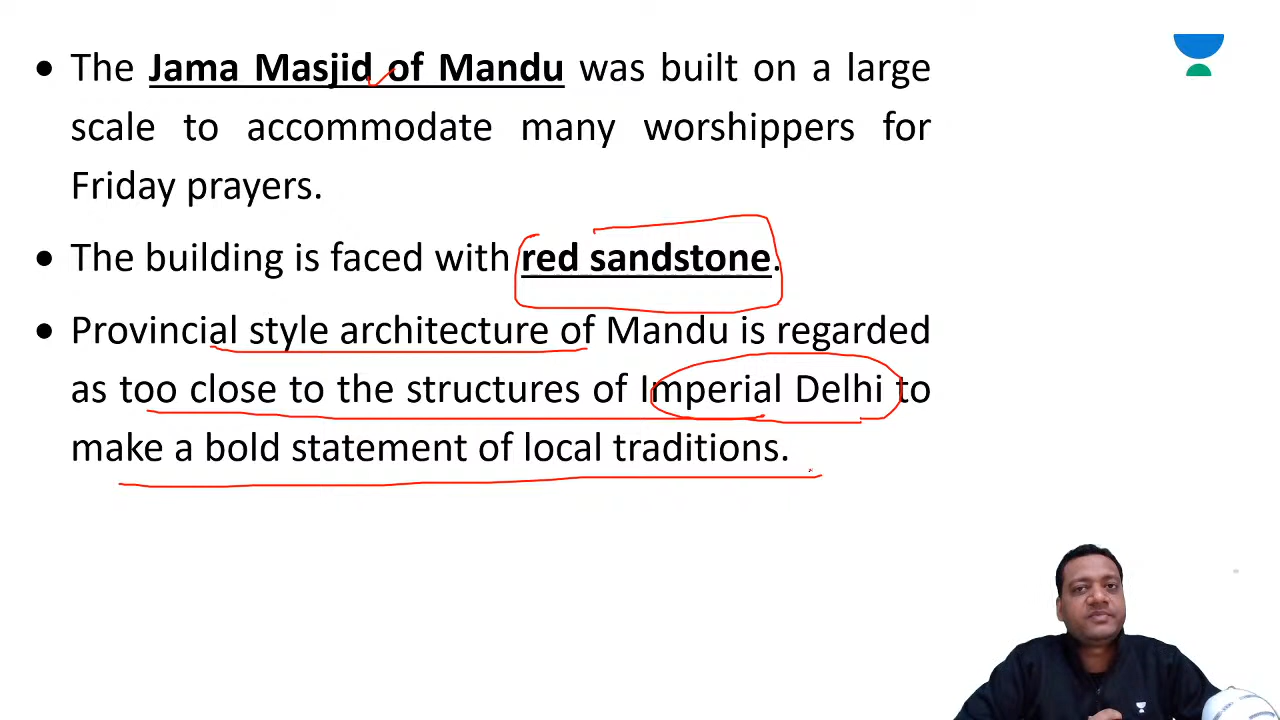 • The Jama Masjid of Mandu was built on a large
scale to accommodate many worshippers for
Friday prayers.
• The building is faced with red sandstone.
• Provincial style architecture of Mandu is regarded
as too close to the structures of Imperial Delhi to
make a bold statement of local traditions.